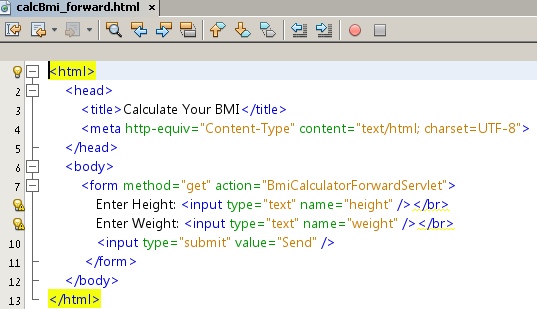 calcBmi_forward.html
<html>
2 <head>
3 <title>Calculate Your BMI</title>
4 <meta http-equiv="Content-Type" content="text/html; charset=UTF-8">
5 </head>
6 <body>
7 <form method="get" action="BmiCalculatorForwardServlet">
Enter Height: <input type="text" name="height" /></br>
Enter Weight: <input type="text" name="weight" /></br>
10 <input type="submit" value="Send" />
11 </form>
12 </body>
13 </html>